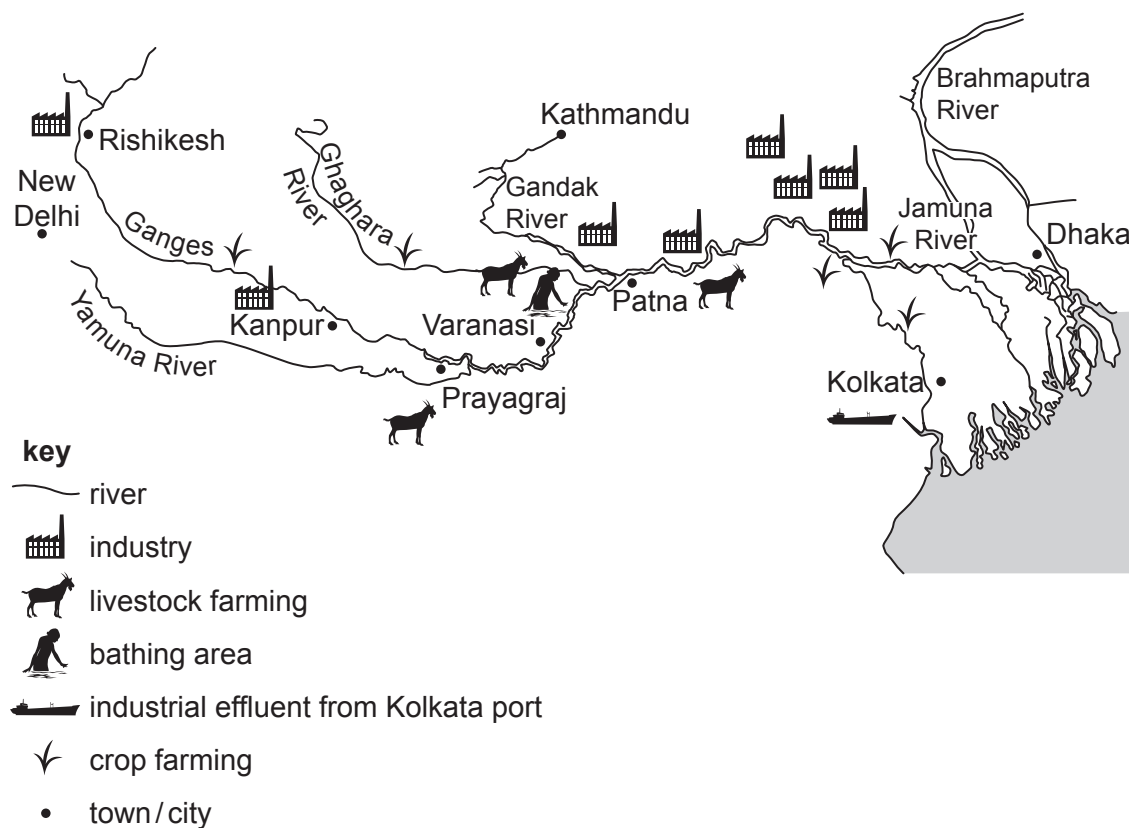 Brahmaputra
River
Kathmandu
Rishikesh
Ghaghara
River
New
Delhi
Gandak
River
Ganges
Jamuna
River
Dhaka
Patna
Kanpur
Varanasi
Yamuna River
Prayagraj
Kolkata
key
river
industry
livestock farming
bathing area
industrial effluent from Kolkata port
crop farming
town / city